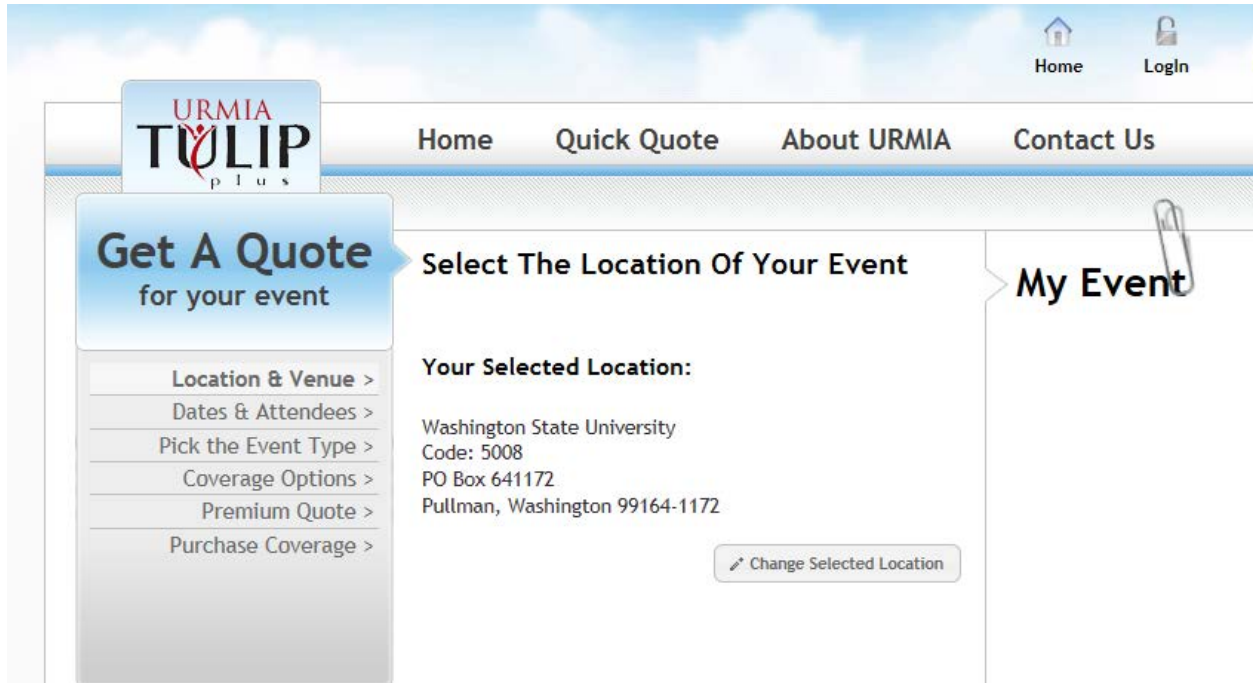 Home LogIn
URMIA
TULIP
plus
Home Quick Quote About URMIA Contact Us
Get A Quote
for your event
Location & Venue >
Dates & Attendees >
Pick the Event Type >
Coverage Options >
Premium Quote >
Purchase Coverage >
Select The Location Of Your Event
Your Selected Location:
Washington State University
Code: 5008
PO Box 641172
Pullman, Washington 99164-1172
Change Selected Location
My Event